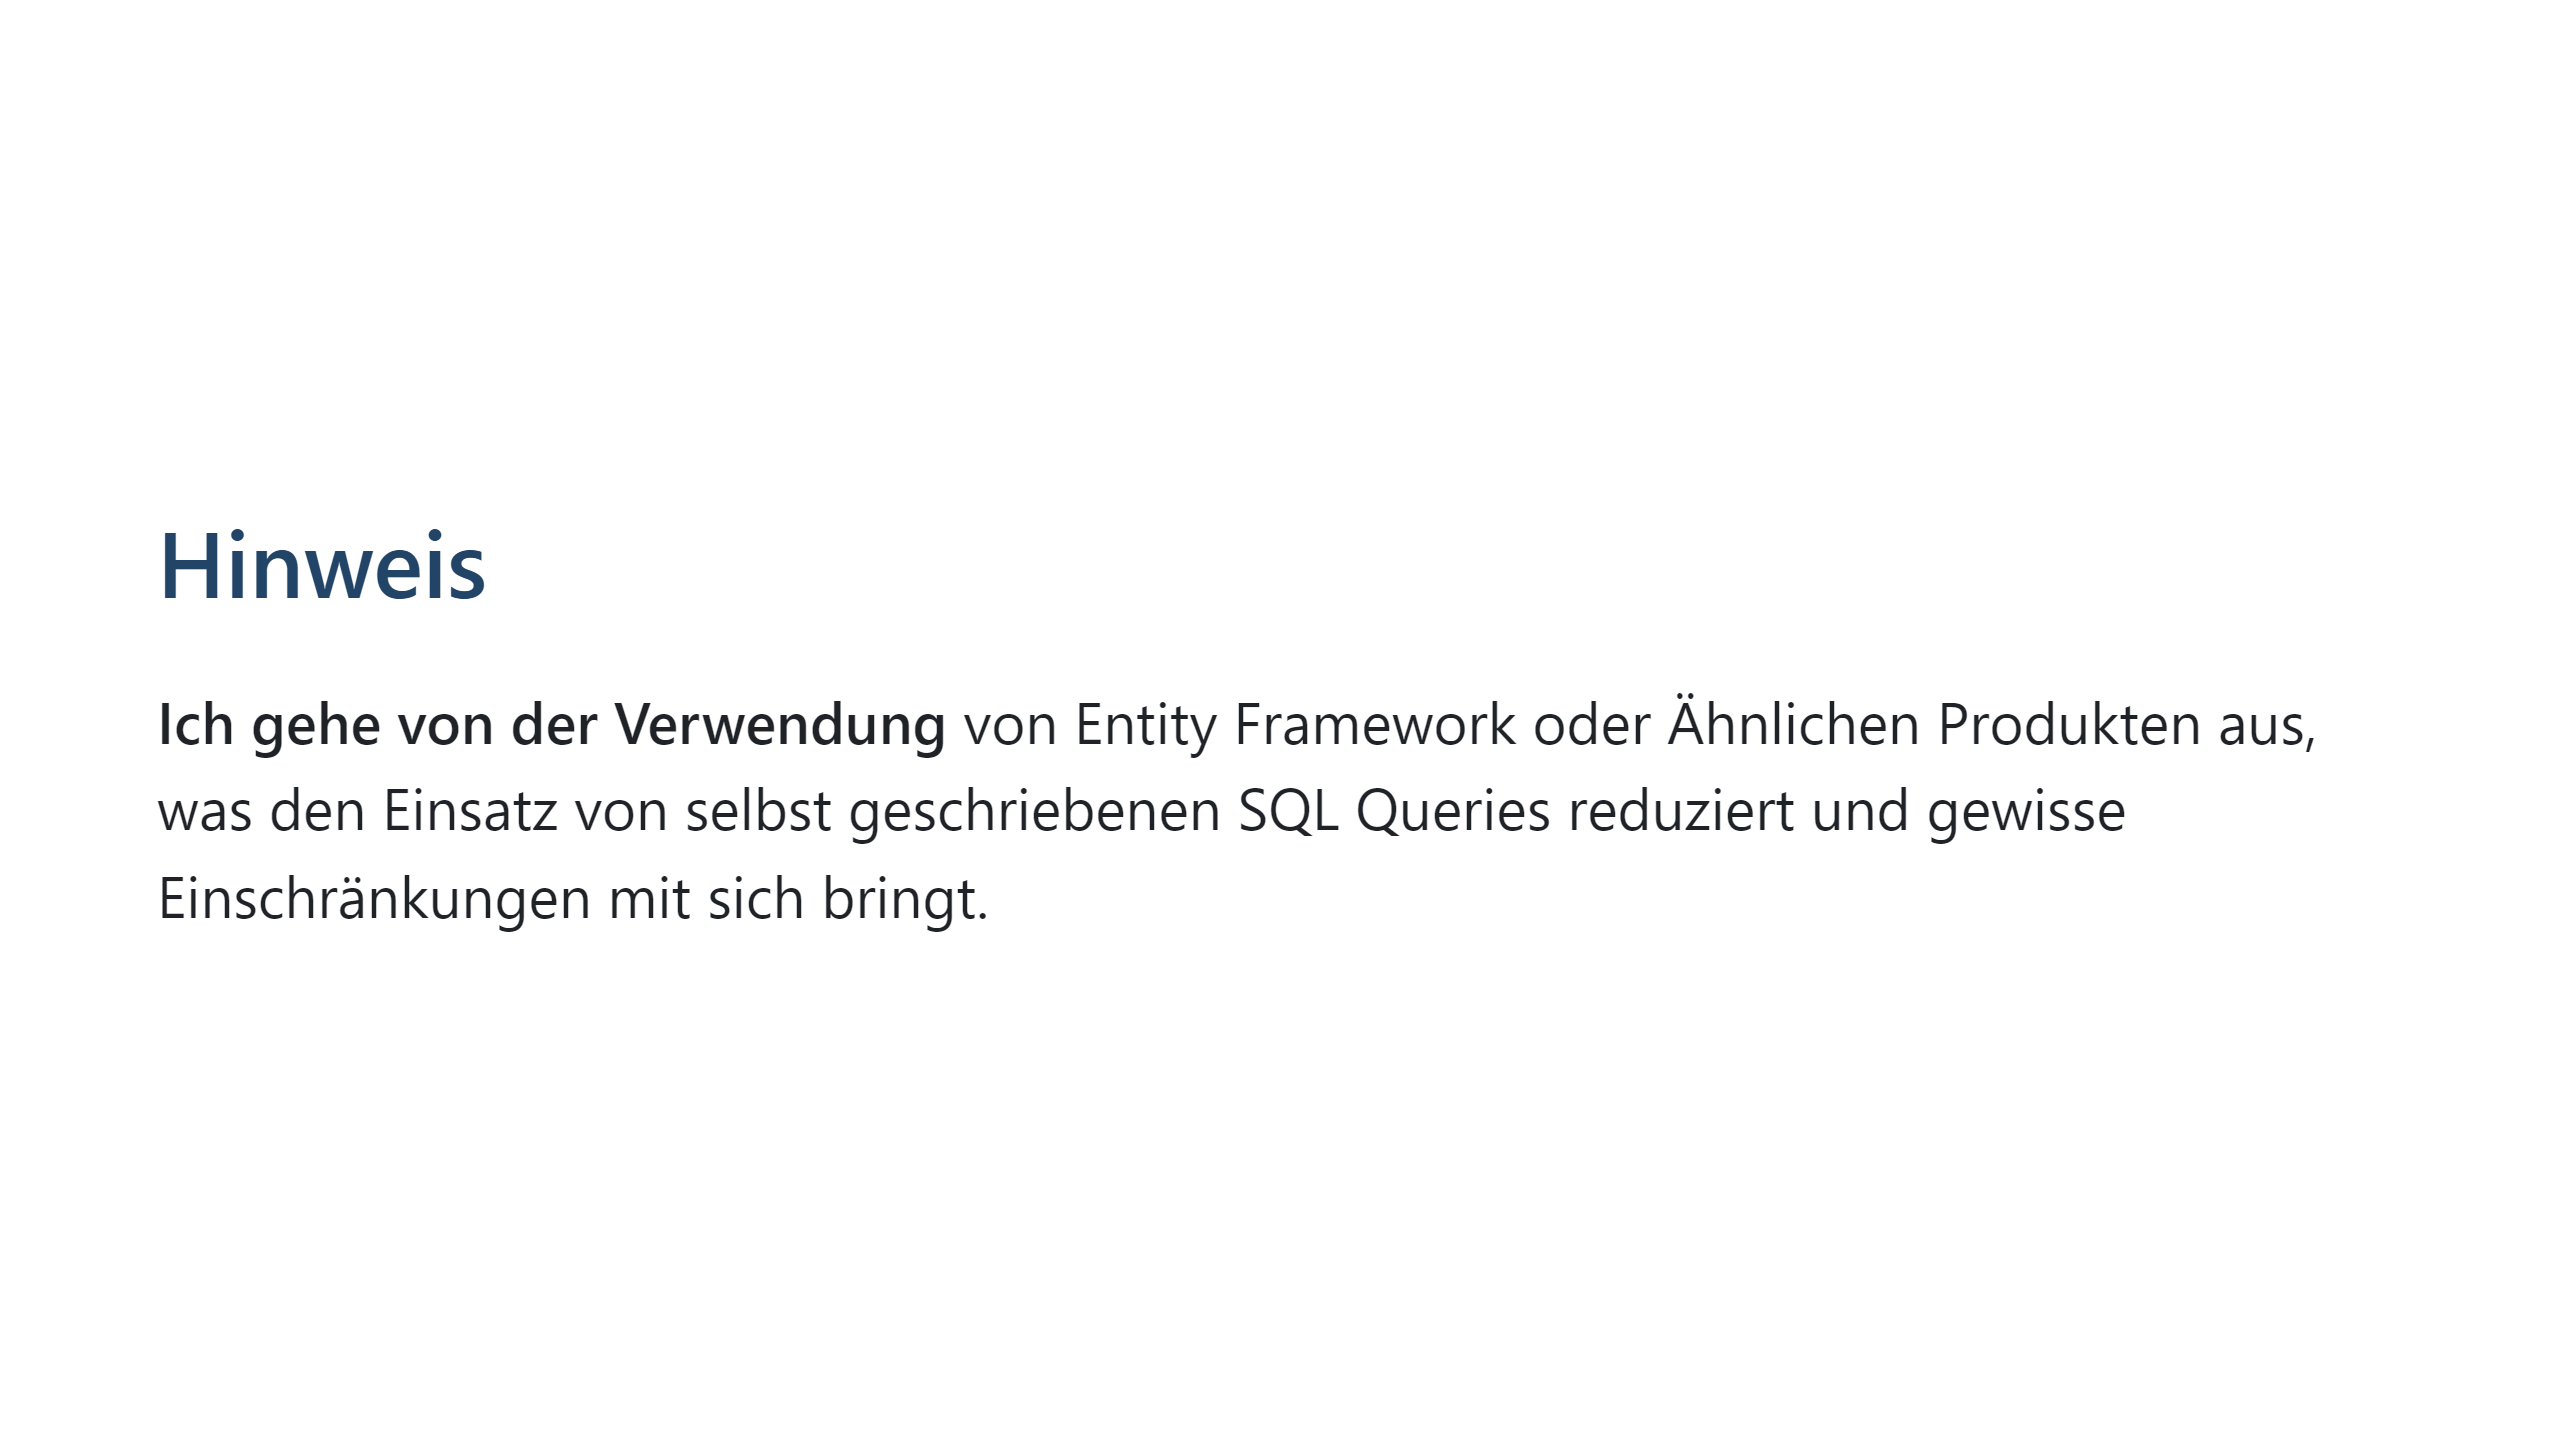 Hinweis
Ich gehe von der Verwendung von Entity Framework oder Ähnlichen Produkten aus,
was den Einsatz von selbst geschriebenen SQL Queries reduziert und gewisse
Einschränkungen mit sich bringt.